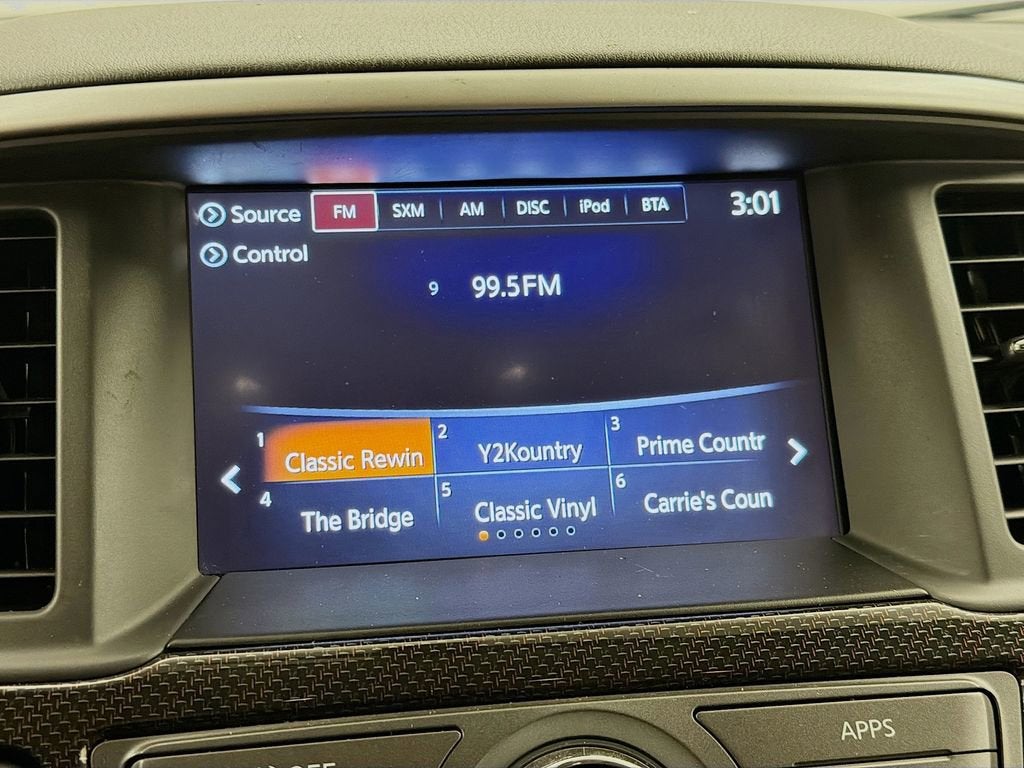 Source FM SXM AM DISC iPod BTA 3:01
Control
9 99.5FM
1 Classic Rewin 2 Y2Kountry 3 Prime Countr
4 The Bridge 5 Classic Vinyl 6 Carrie's Coun
OFF APPS